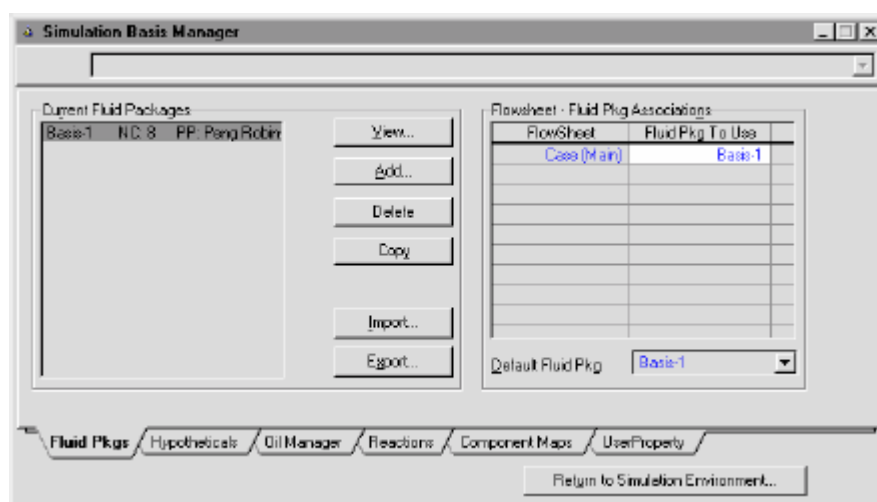 Simulation Basis Manager
Current Fluid Packages
Basis-1 NC: 8 PP: Peng Robin
View...
Add...
Delete
Copy
Import...
Export...
Flowsheet - Fluid Pkg Associations
FlowSheet Fluid Pkg To Use
Case (Main) Basis-1
Default Fluid Pkg Basis-1
Fluid Pkgs Hypotheticals Oil Manager Reactions Component Maps UserProperty
Return to Simulation Environment...